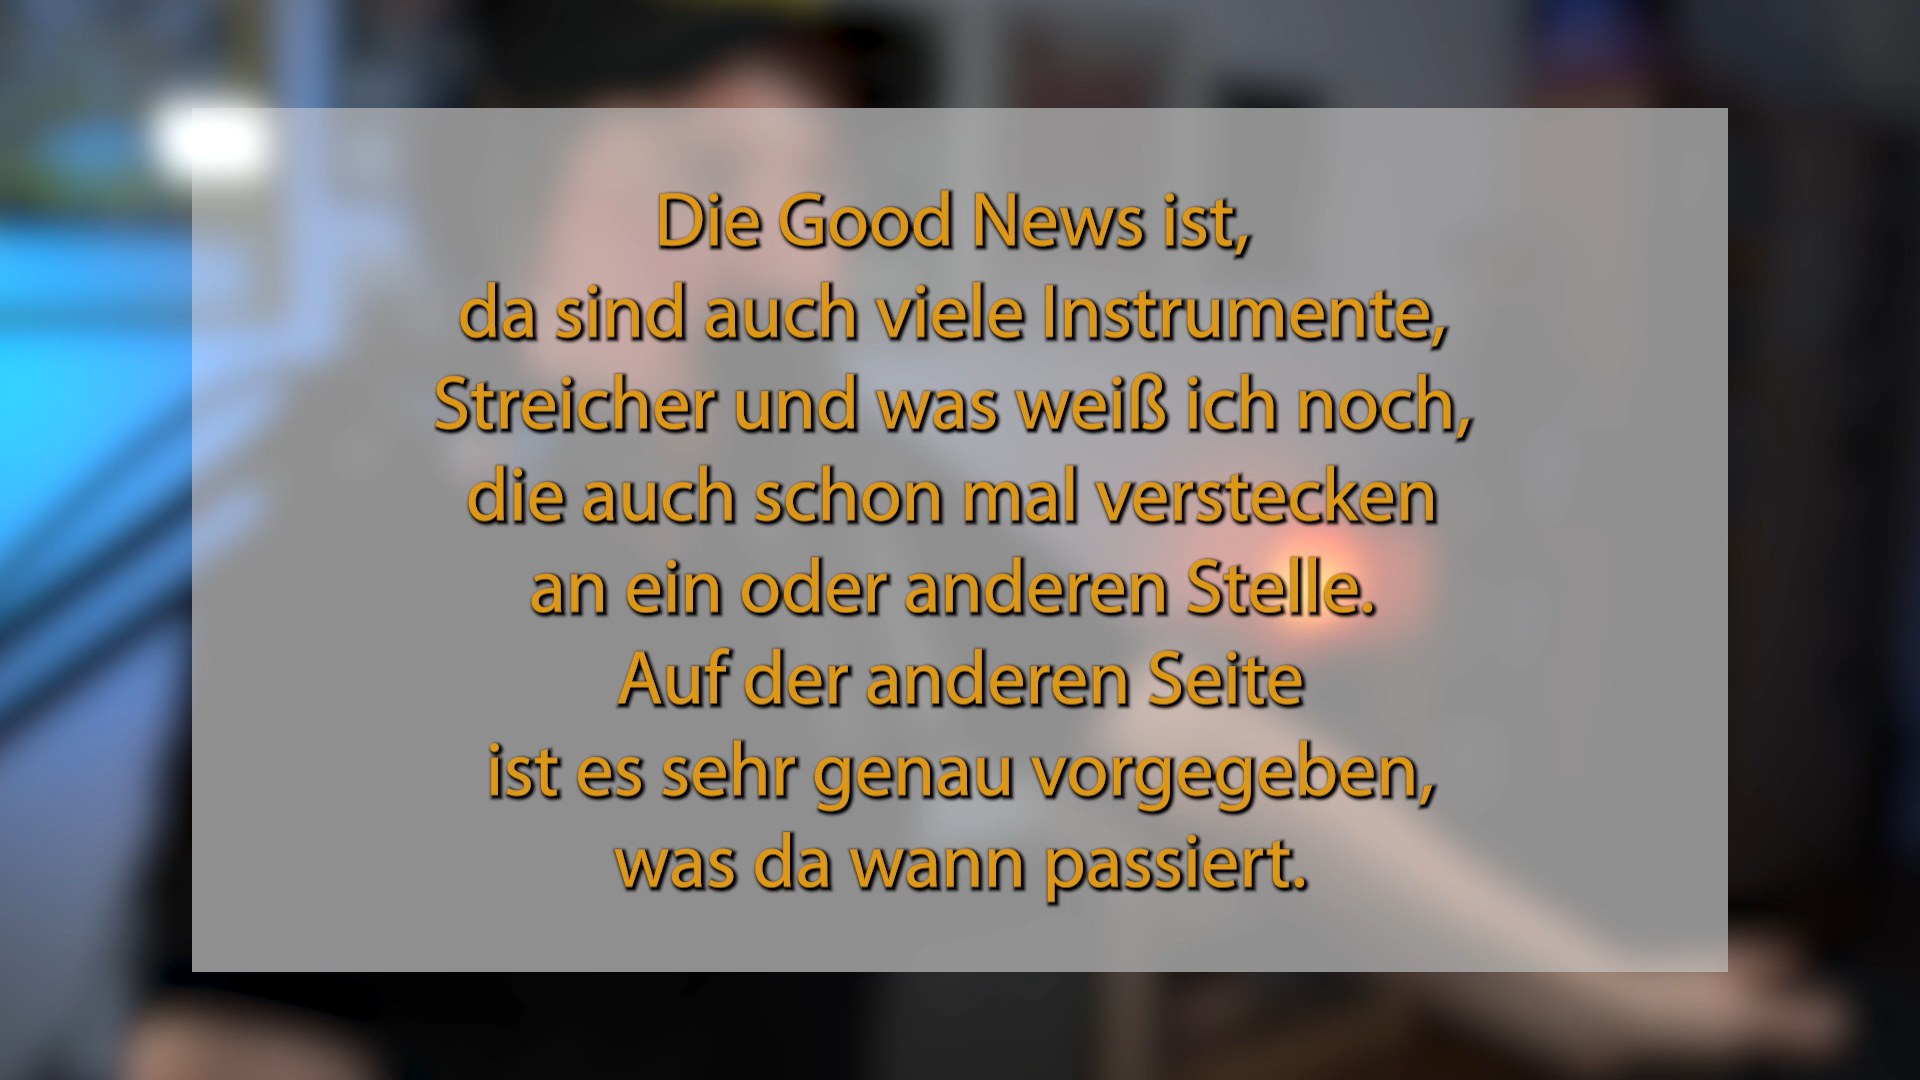 Die Good News ist,
da sind auch viele Instrumente,
Streicher und was weiß ich noch,
die auch schon mal verstecken
an ein oder anderen Stelle.
Auf der anderen Seite
ist es sehr genau vorgegeben,
was da wann passiert.